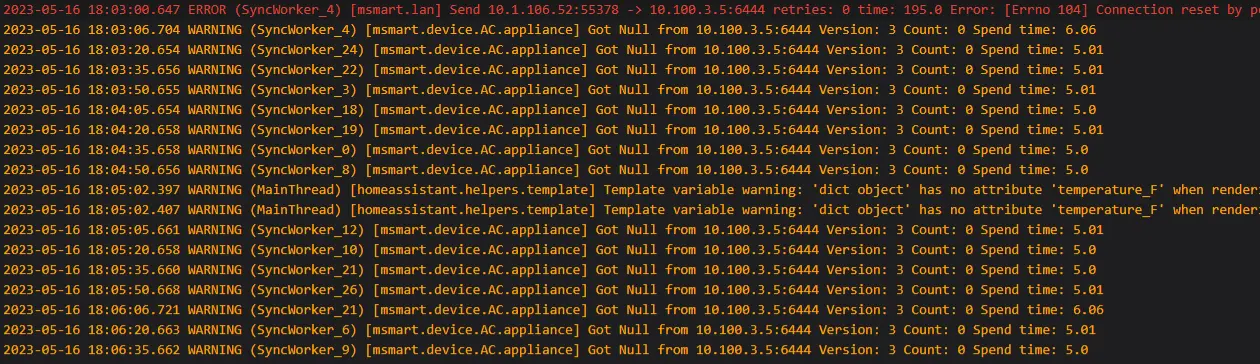 2023-05-16 18:03:00.647 ERROR (SyncWorker_4) [msmart.lan] Send 10.1.106.52:55378 -> 10.100.3.5:6444 retries: 0 time: 195.0 Error: [Errno 104] Connection reset by
2023-05-16 18:03:06.704 WARNING (SyncWorker_4) [msmart.device.AC.appliance] Got Null from 10.100.3.5:6444 Version: 3 Count: 0 Spend time: 6.06
2023-05-16 18:03:20.654 WARNING (SyncWorker_24) [msmart.device.AC.appliance] Got Null from 10.100.3.5:6444 Version: 3 Count: 0 Spend time: 5.01
2023-05-16 18:03:35.656 WARNING (SyncWorker_22) [msmart.device.AC.appliance] Got Null from 10.100.3.5:6444 Version: 3 Count: 0 Spend time: 5.01
2023-05-16 18:03:50.655 WARNING (SyncWorker_3) [msmart.device.AC.appliance] Got Null from 10.100.3.5:6444 Version: 3 Count: 0 Spend time: 5.01
2023-05-16 18:04:05.654 WARNING (SyncWorker_18) [msmart.device.AC.appliance] Got Null from 10.100.3.5:6444 Version: 3 Count: 0 Spend time: 5.0
2023-05-16 18:04:20.658 WARNING (SyncWorker_19) [msmart.device.AC.appliance] Got Null from 10.100.3.5:6444 Version: 3 Count: 0 Spend time: 5.01
2023-05-16 18:04:35.658 WARNING (SyncWorker_0) [msmart.device.AC.appliance] Got Null from 10.100.3.5:6444 Version: 3 Count: 0 Spend time: 5.0
2023-05-16 18:04:50.656 WARNING (SyncWorker_8) [msmart.device.AC.appliance] Got Null from 10.100.3.5:6444 Version: 3 Count: 0 Spend time: 5.0
2023-05-16 18:05:02.397 WARNING (MainThread) [homeassistant.helpers.template] Template variable warning: 'dict object' has no attribute 'temperature_F' when render
2023-05-16 18:05:02.407 WARNING (MainThread) [homeassistant.helpers.template] Template variable warning: 'dict object' has no attribute 'temperature_F' when render
2023-05-16 18:05:05.661 WARNING (SyncWorker_12) [msmart.device.AC.appliance] Got Null from 10.100.3.5:6444 Version: 3 Count: 0 Spend time: 5.01
2023-05-16 18:05:20.658 WARNING (SyncWorker_10) [msmart.device.AC.appliance] Got Null from 10.100.3.5:6444 Version: 3 Count: 0 Spend time: 5.0
2023-05-16 18:05:35.660 WARNING (SyncWorker_21) [msmart.device.AC.appliance] Got Null from 10.100.3.5:6444 Version: 3 Count: 0 Spend time: 5.0
2023-05-16 18:05:50.668 WARNING (SyncWorker_26) [msmart.device.AC.appliance] Got Null from 10.100.3.5:6444 Version: 3 Count: 0 Spend time: 5.01
2023-05-16 18:06:06.721 WARNING (SyncWorker_21) [msmart.device.AC.appliance] Got Null from 10.100.3.5:6444 Version: 3 Count: 0 Spend time: 6.06
2023-05-16 18:06:20.663 WARNING (SyncWorker_6) [msmart.device.AC.appliance] Got Null from 10.100.3.5:6444 Version: 3 Count: 0 Spend time: 5.01
2023-05-16 18:06:35.662 WARNING (SyncWorker_9) [msmart.device.AC.appliance] Got Null from 10.100.3.5:6444 Version: 3 Count: 0 Spend time: 5.0